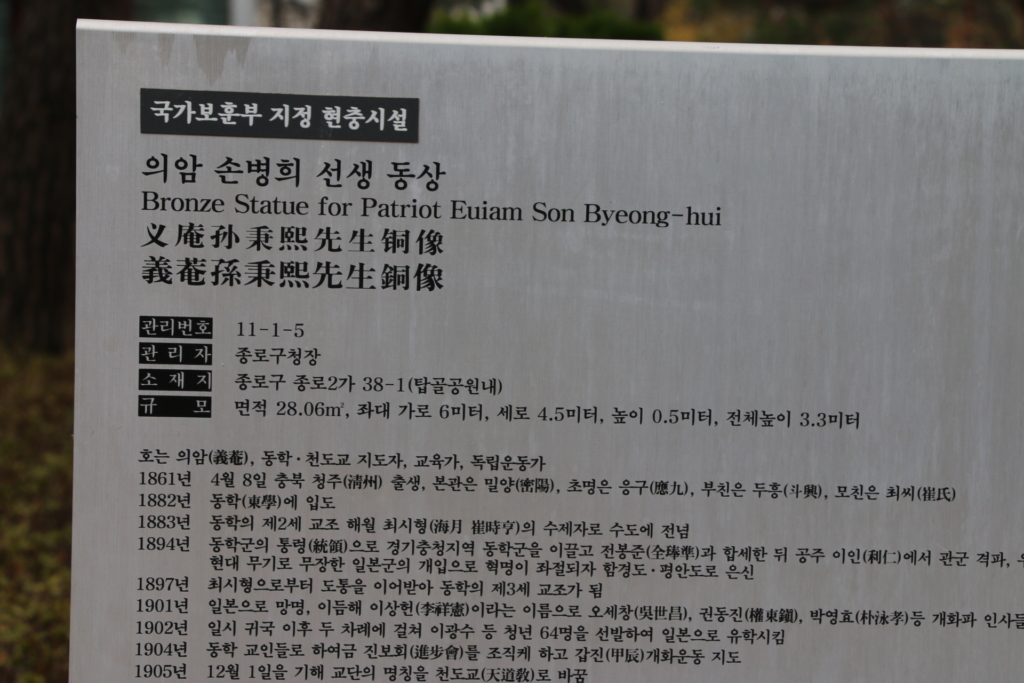 국가보훈부 지정 현충시설
의암 손병희 선생 동상
Bronze Statue for Patriot Euiam Son Byeong-hui
义庵孙秉熙先生铜像
義菴孫秉熙先生銅像
관리번호 11-1-5
관 리 자 종로구청장
소 재 지 종로구 종로2가 38-1(탑골공원내)
규 모 면적 28.06㎡, 좌대 가로 6미터, 세로 4.5미터, 높이 0.5미터, 전체높이 3.3미터
호는 의암(義菴), 동학·천도교 지도자, 교육가, 독립운동가
1861년 4월 8일 충북 청주(淸州) 출생, 본관은 밀양(密陽), 초명은 응구(應九), 부친은 두흥(斗興), 모친은 최씨(崔氏)
1882년 동학(東學)에 입도
1883년 동학의 제2세 교조 해월 최시형(海月 崔時亨)의 수제자로 수도에 전념
1894년 동학군의 통령(統領)으로 경기충청지역 동학군을 이끌고 전봉준(全琫準)과 합세한 뒤 공주 이인(利仁)에서 관군 격파,
현대 무기로 무장한 일본군의 개입으로 혁명이 좌절되자 함경도·평안도로 은신
1897년 최시형으로부터 도통을 이어받아 동학의 제3세 교조가 됨
1901년 일본으로 망명, 이듬해 이상헌(李祥憲)이라는 이름으로 오세창(吳世昌), 권동진(權東鎭), 박영효(朴泳孝)등 개화파 인사들
1902년 일시 귀국 이후 두 차례에 걸쳐 이광수 등 청년 64명을 선발하여 일본으로 유학시킴
1904년 동학 교인들로 하여금 진보회(進步會)를 조직케 하고 갑진(甲辰)개화운동 지도
1905년 12월 1일을 기해 교단의 명칭을 천도교(天道敎)로 바꿈